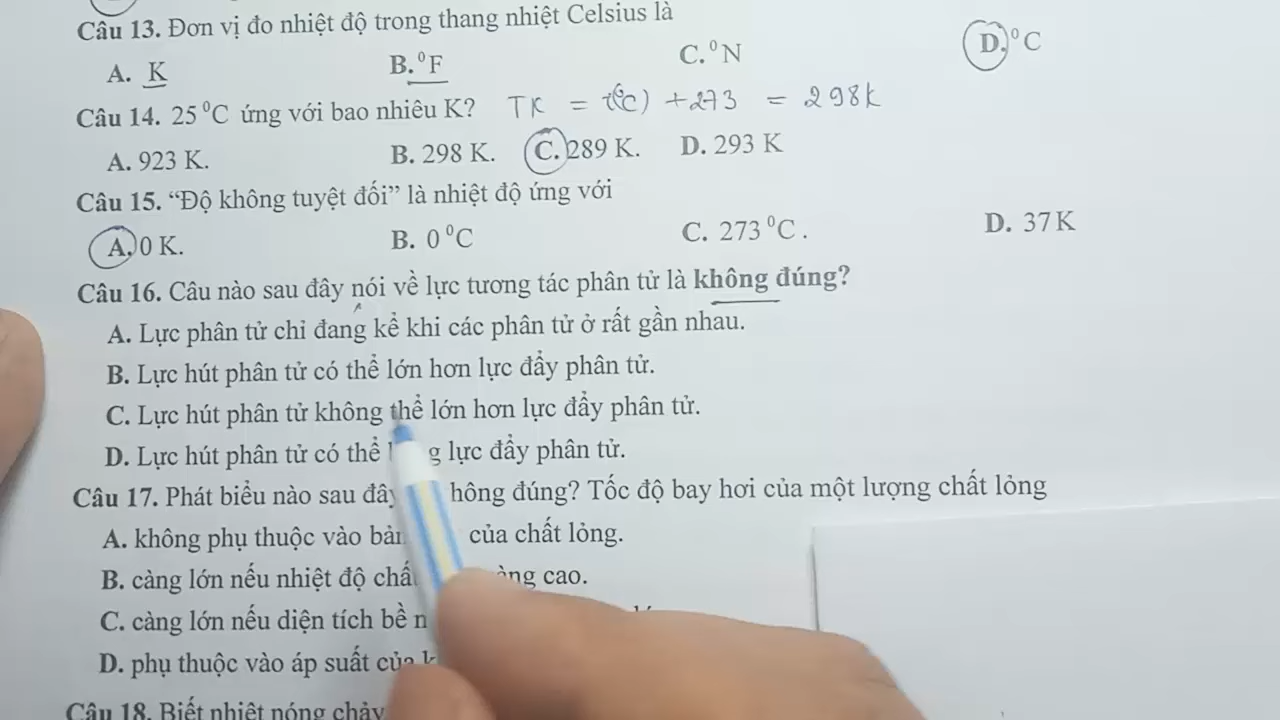 Câu 13. Đơn vị đo nhiệt độ trong thang nhiệt Celsius là
A. K B. ⁰F C. ⁰N D. ⁰C
Câu 14. 25 ⁰C ứng với bao nhiêu K? TK = t(⁰C) + 273 = 298K
A. 923 K. B. 298 K. C. 289 K. D. 293 K
Câu 15. “Độ không tuyệt đối” là nhiệt độ ứng với
A. 0 K. B. 0 ⁰C C. 273 ⁰C. D. 37 K
Câu 16. Câu nào sau đây nói về lực tương tác phân tử là không đúng?
A. Lực phân tử chỉ đang kể khi các phân tử ở rất gần nhau.
B. Lực hút phân tử có thể lớn hơn lực đẩy phân tử.
C. Lực hút phân tử không thể lớn hơn lực đẩy phân tử.
D. Lực hút phân tử có thể lực đẩy phân tử.
Câu 17. Phát biểu nào sau đây đúng? Tốc độ bay hơi của một lượng chất lỏng
A. không phụ thuộc vào của chất lỏng.
B. càng lớn nếu nhiệt độ cao.
C. càng lớn nếu diện tích bề
D. phụ thuộc vào áp suất của
Câu 18. Biết nhiệt nóng chảy